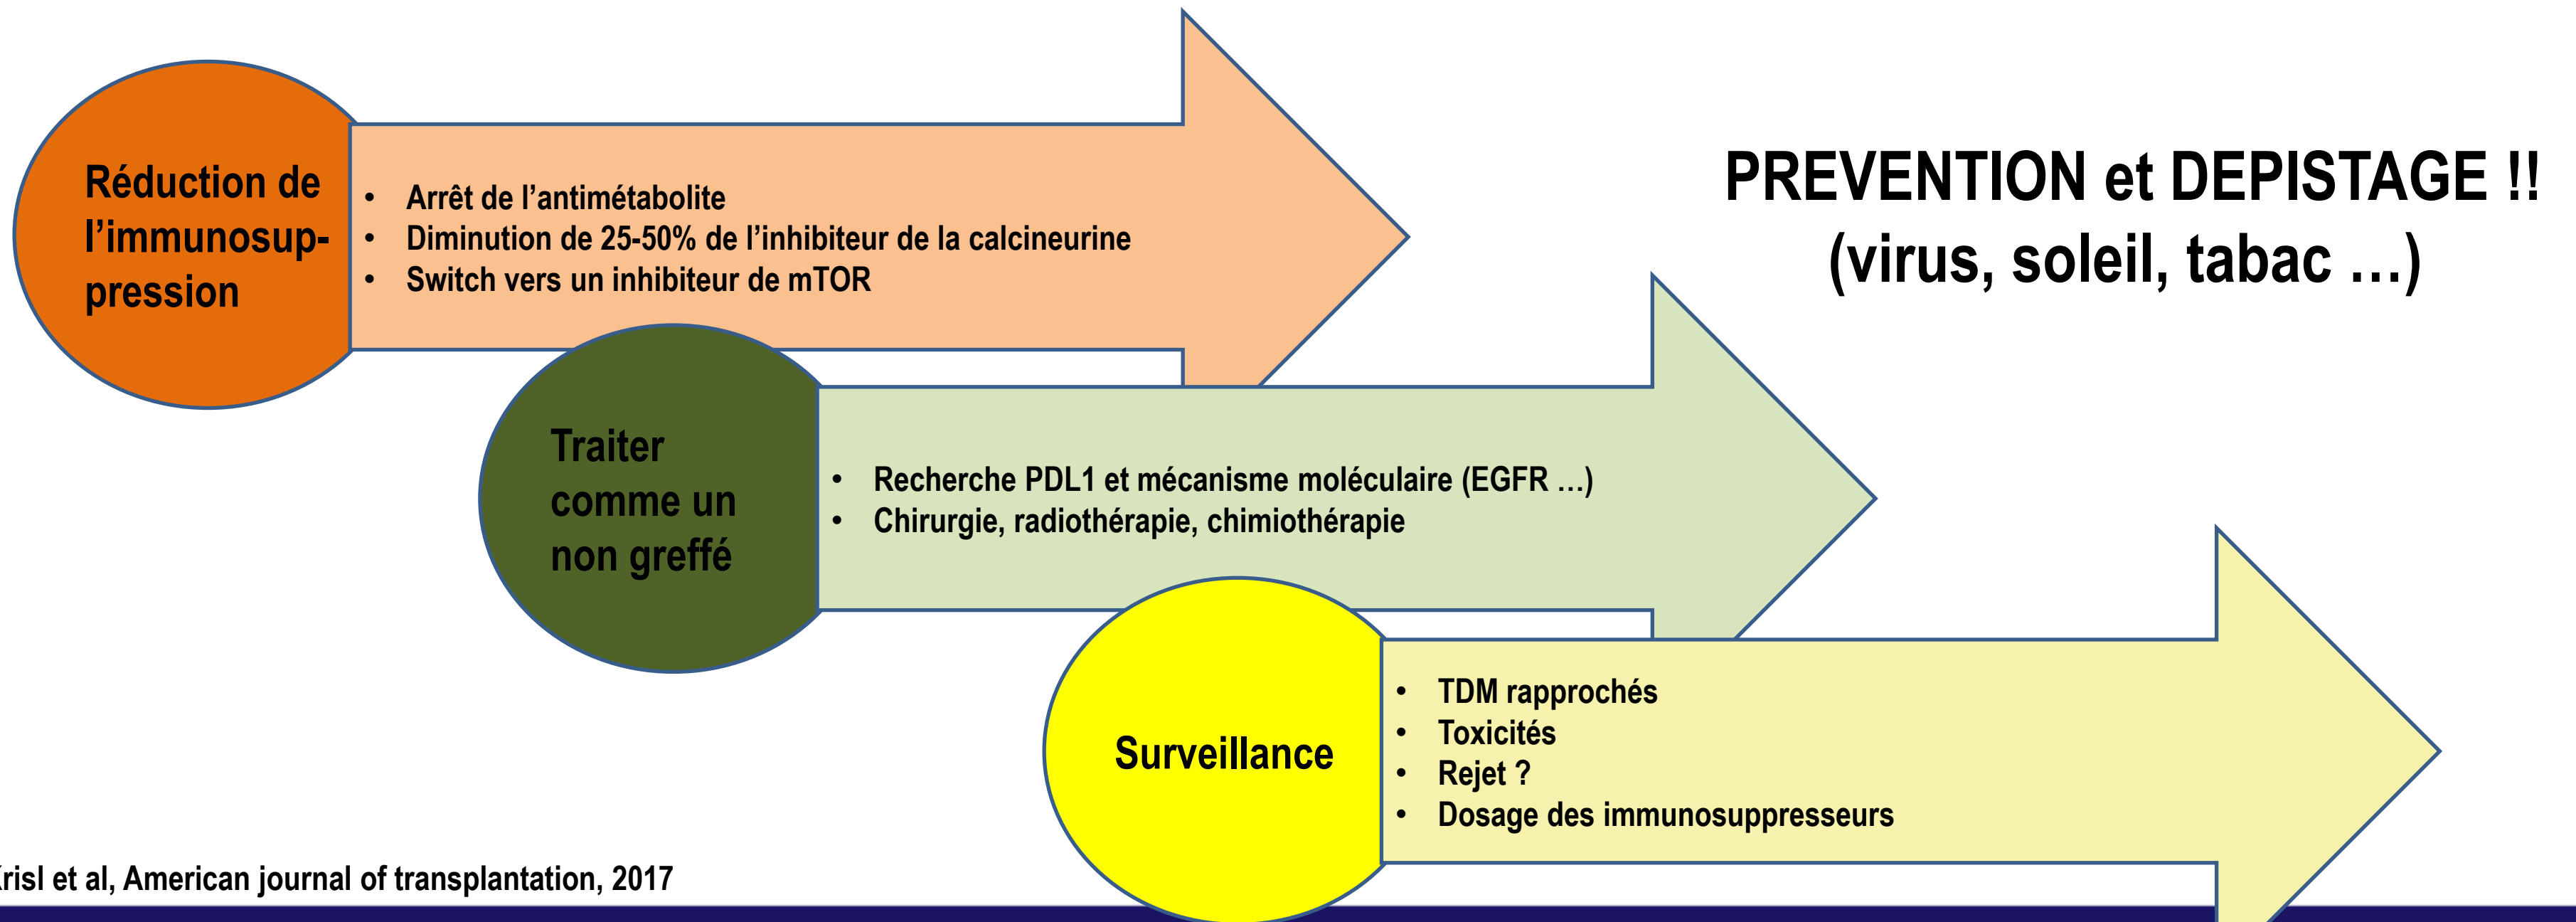 Réduction de
l’immunosup-
pression
• Arrêt de l’antimétabolite
• Diminution de 25-50% de l’inhibiteur de la calcineurine
• Switch vers un inhibiteur de mTOR
PREVENTION et DEPISTAGE !!
(virus, soleil, tabac …)
Traiter
comme un
non greffé
• Recherche PDL1 et mécanisme moléculaire (EGFR …)
• Chirurgie, radiothérapie, chimiothérapie
Surveillance
• TDM rapprochés
• Toxicités
• Rejet ?
• Dosage des immunosuppresseurs
et al, American journal of transplantation, 2017